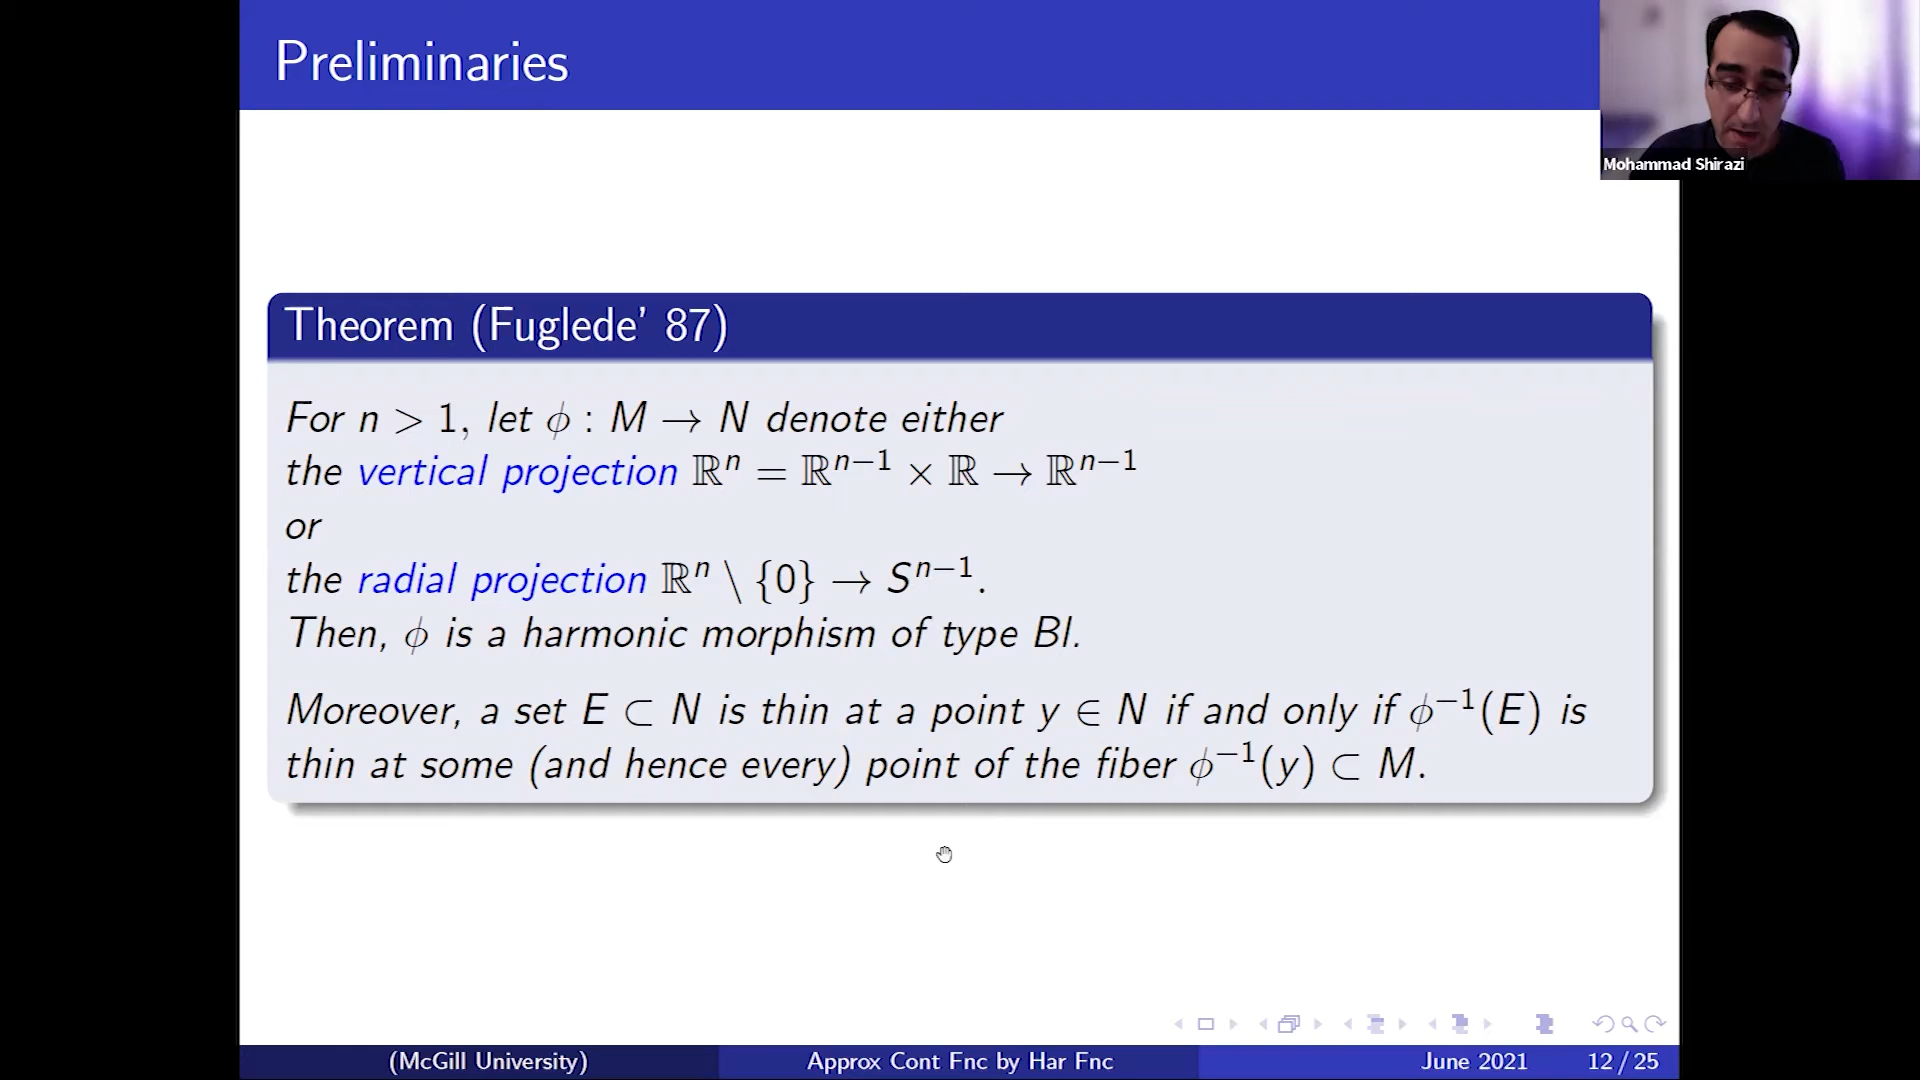 Preliminaries
Mohammad Shirazi
Theorem (Fuglede' 87)
For n > 1, let ϕ : M → N denote either
the vertical projection ℝⁿ = ℝⁿ⁻¹ × ℝ → ℝⁿ⁻¹
or
the radial projection ℝⁿ \ {0} → Sⁿ⁻¹.
Then, ϕ is a harmonic morphism of type Bl.
Moreover, a set E ⊂ N is thin at a point y ∈ N if and only if ϕ⁻¹(E) is
thin at some (and hence every) point of the fiber ϕ⁻¹(y) ⊂ M.
(McGill University) Approx Cont Fnc by Har Fnc June 2021 12 / 25